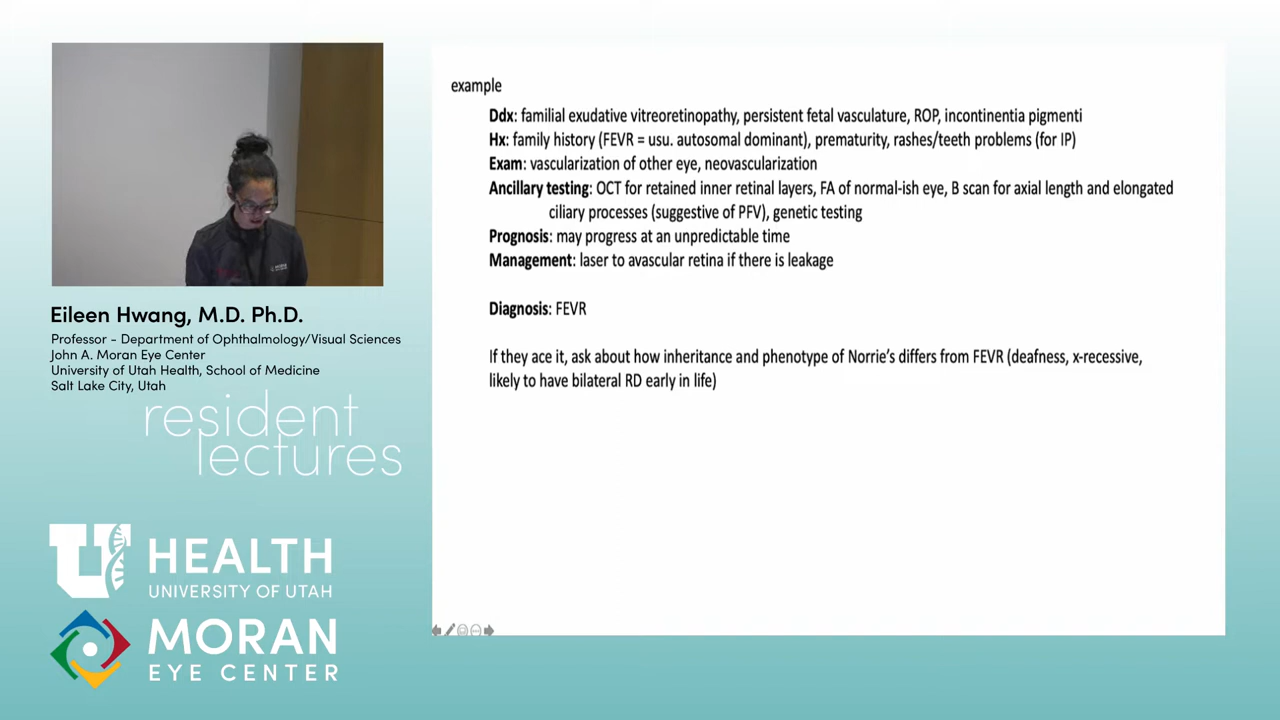 Eileen Hwang, M.D. Ph.D.
Professor - Department of Ophthalmology/Visual Sciences
John A. Moran Eye Center
University of Utah Health, School of Medicine
Salt Lake City, Utah
resident
lectures
U
HEALTH
UNIVERSITY OF UTAH
MORAN
EYE CENTER
example
Ddx: familial exudative vitreoretinopathy, persistent fetal vasculature, ROP, incontinentia pigmenti
Hx: family history (FEVR = usu. autosomal dominant), prematurity, rashes/teeth problems (for IP)
Exam: vascularization of other eye, neovascularization
Ancillary testing: OCT for retained inner retinal layers, FA of normal-ish eye, B scan for axial length and elongated
ciliary processes (suggestive of PFV), genetic testing
Prognosis: may progress at an unpredictable time
Management: laser to avascular retina if there is leakage
Diagnosis: FEVR
If they ace it, ask about how inheritance and phenotype of Norrie's differs from FEVR (deafness, x-recessive,
likely to have bilateral RD early in life)